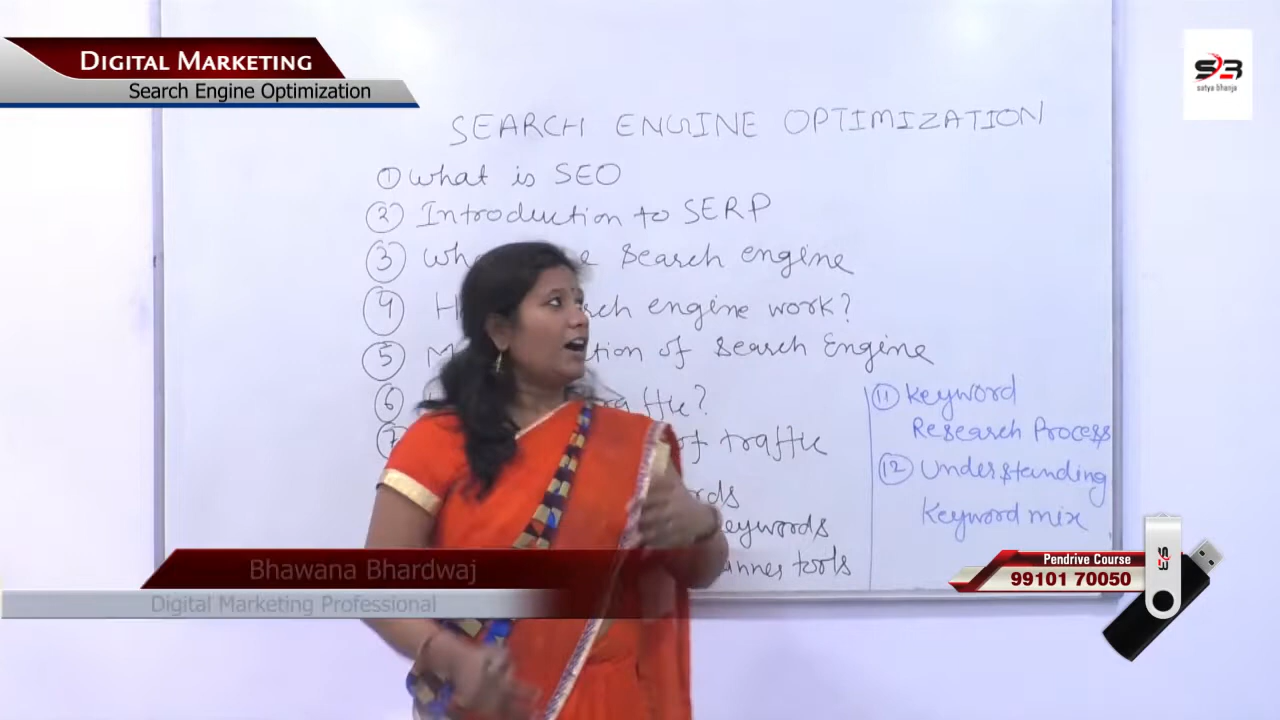 DIGITAL MARKETING
Search Engine Optimization
S2B
satya bhanja
SEARCH ENGINE OPTIMIZATION
① What is SEO
② Introduction to SERP
③ search engine
④ engine work?
⑤ of Search Engine
⑥
⑦ of traffic
keywords
tools
⑪ Keyword
Research Process
⑫ Understanding
Keyword mix
Bhawana Bhardwaj
Digital Marketing Professional
Pendrive Course
99101 70050